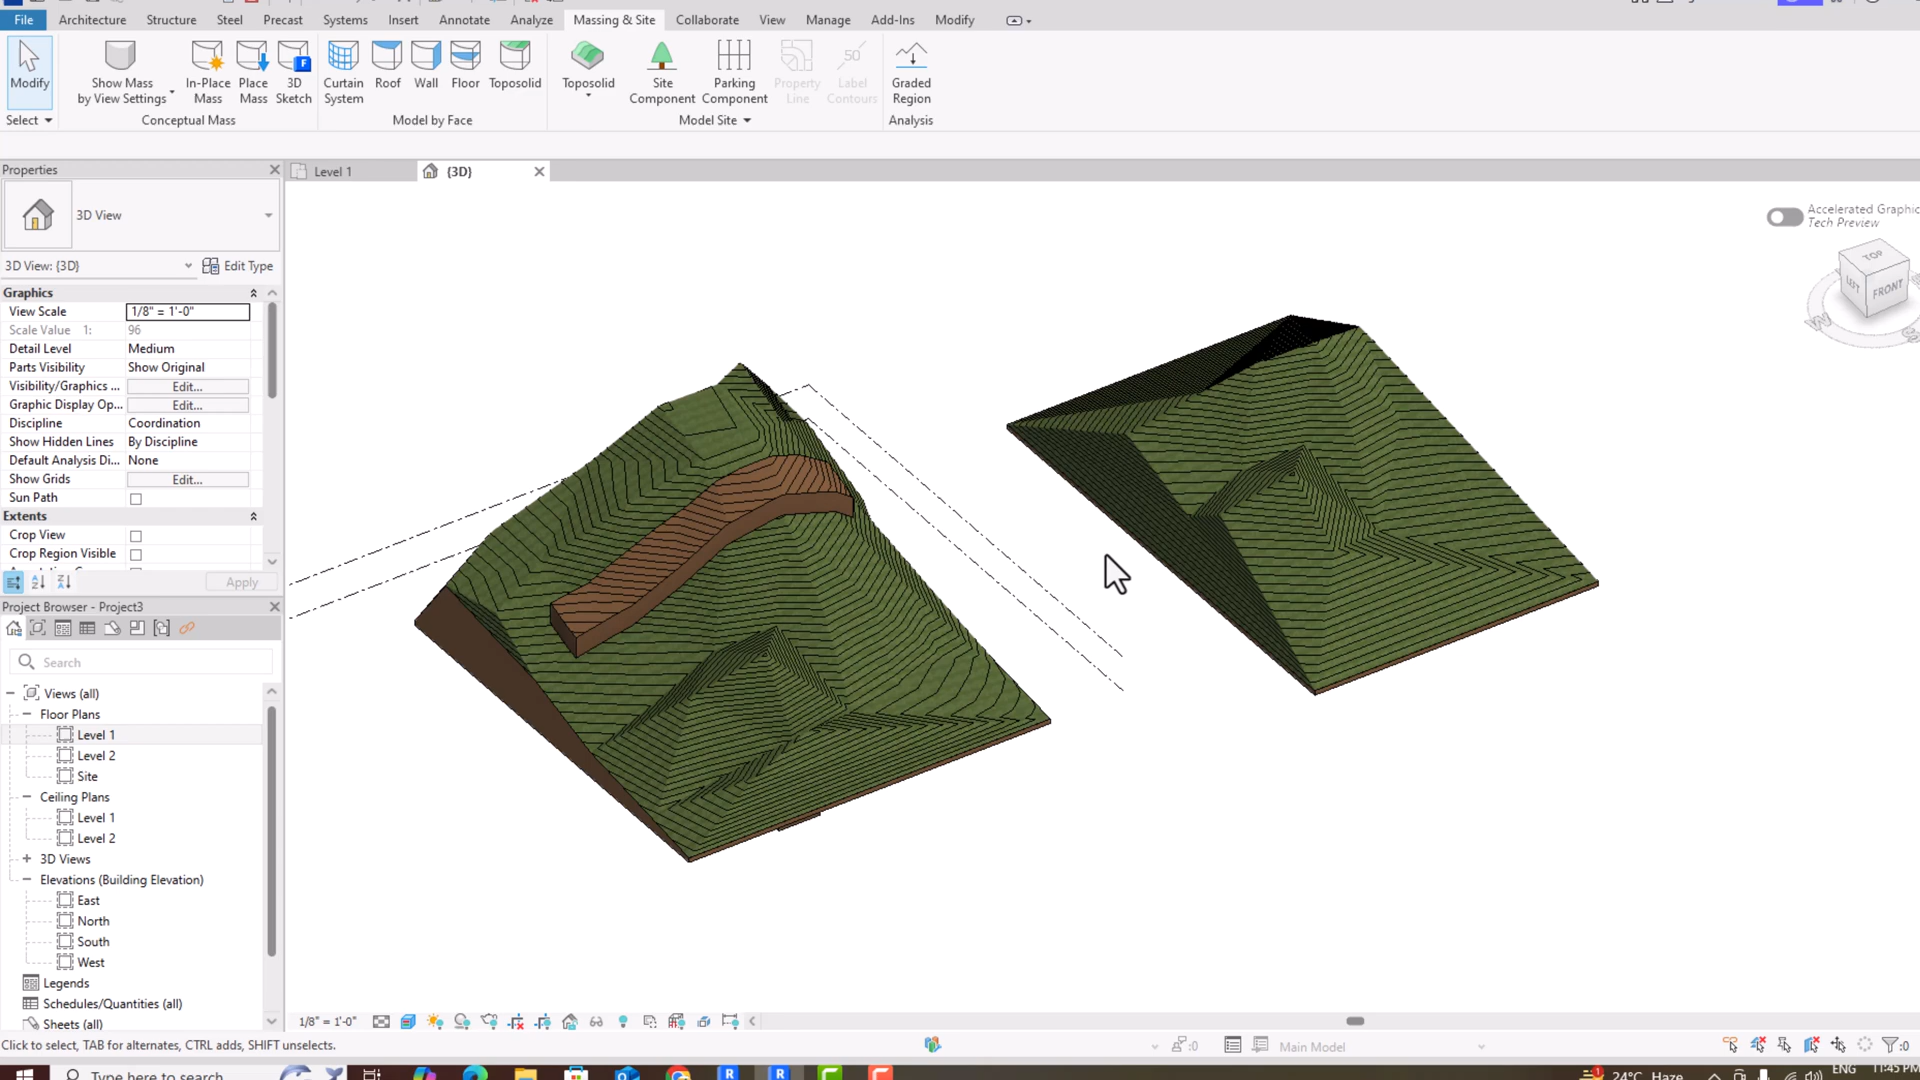 File Architecture Structure Steel Precast Systems Insert Annotate Analyze Massing & Site Collaborate View Manage Add-Ins Modify
Modify
Show Mass
by View Settings
In-Place
Mass
Place
Mass
3D
Sketch
Curtain
System
Roof
Wall
Floor
Toposolid
Toposolid
Site
Component
Parking
Component
Property
Line
50'
Label
Contours
Graded
Region
Select
Conceptual Mass
Model by Face
Model Site
Analysis
Properties
Level 1
{3D}
3D View
3D View: {3D}
Edit Type
Graphics
View Scale 1/8" = 1'-0"
Scale Value 1: 96
Detail Level Medium
Parts Visibility Show Original
Visibility/Graphics ... Edit...
Graphic Display Op... Edit...
Discipline Coordination
Show Hidden Lines By Discipline
Default Analysis Di... None
Show Grids Edit...
Sun Path
Extents
Crop View
Crop Region Visible
Apply
Project Browser - Project3
Search
Views (all)
Floor Plans
Level 1
Level 2
Site
Ceiling Plans
Level 1
Level 2
3D Views
Elevations (Building Elevation)
East
North
South
West
Legends
Schedules/Quantities (all)
Sheets (all)
Accelerated Graphic
Tech Preview
TOP
LEFT
FRONT
W
S
1/8" = 1'-0"
Click to select, TAB for alternates, CTRL adds, SHIFT unselects.
:0
Main Model
:0
Type here to search
24°C Haze
ENG
11:45 PM